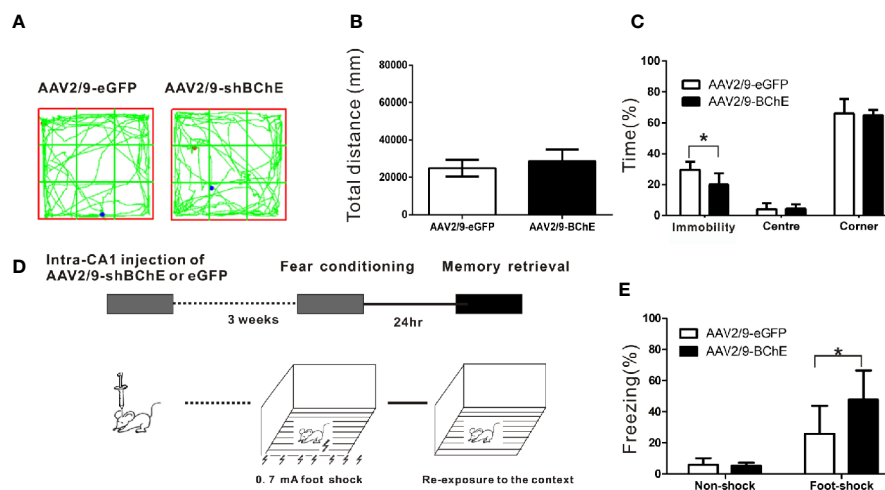 A
AAV2/9-eGFP
AAV2/9-shBChE
B
Total distance (mm)
80000
60000
40000
20000
0
AAV2/9-eGFP
AAV2/9-BChE
C
Time(%)
100
80
60
40
20
0
AAV2/9-eGFP
AAV2/9-BChE
*
Immobility
Centre
Corner
D
Intra-CA1 injection of
AAV2/9-shBChE or eGFP
Fear conditioning
Memory retrieval
3 weeks
24hr
0. 7 mA foot shock
Re-exposure to the context
E
Freezing(%)
100
80
60
40
20
0
AAV2/9-eGFP
AAV2/9-BChE
*
Non-shock
Foot-shock